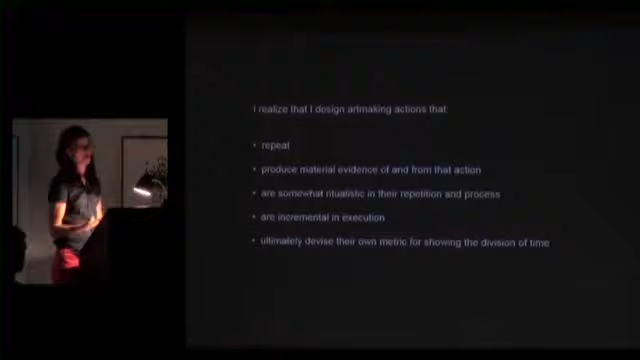 I realize that I design artmaking actions that:
• repeat
• produce material evidence of and from that action
• are somewhat ritualistic in their repetition and process
• are incremental in execution
• ultimately devise their own metric for showing the division of time